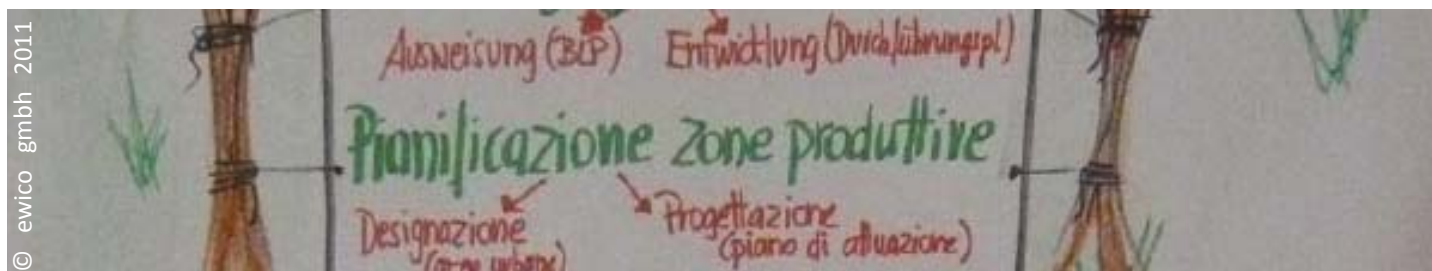 © ewico gmbh 2011
Ausweisung (BLP) Entwicklung (Durchführungspl.)
Pianificazione zone produttive
Designazione Progettazione
(piano di attuazione)